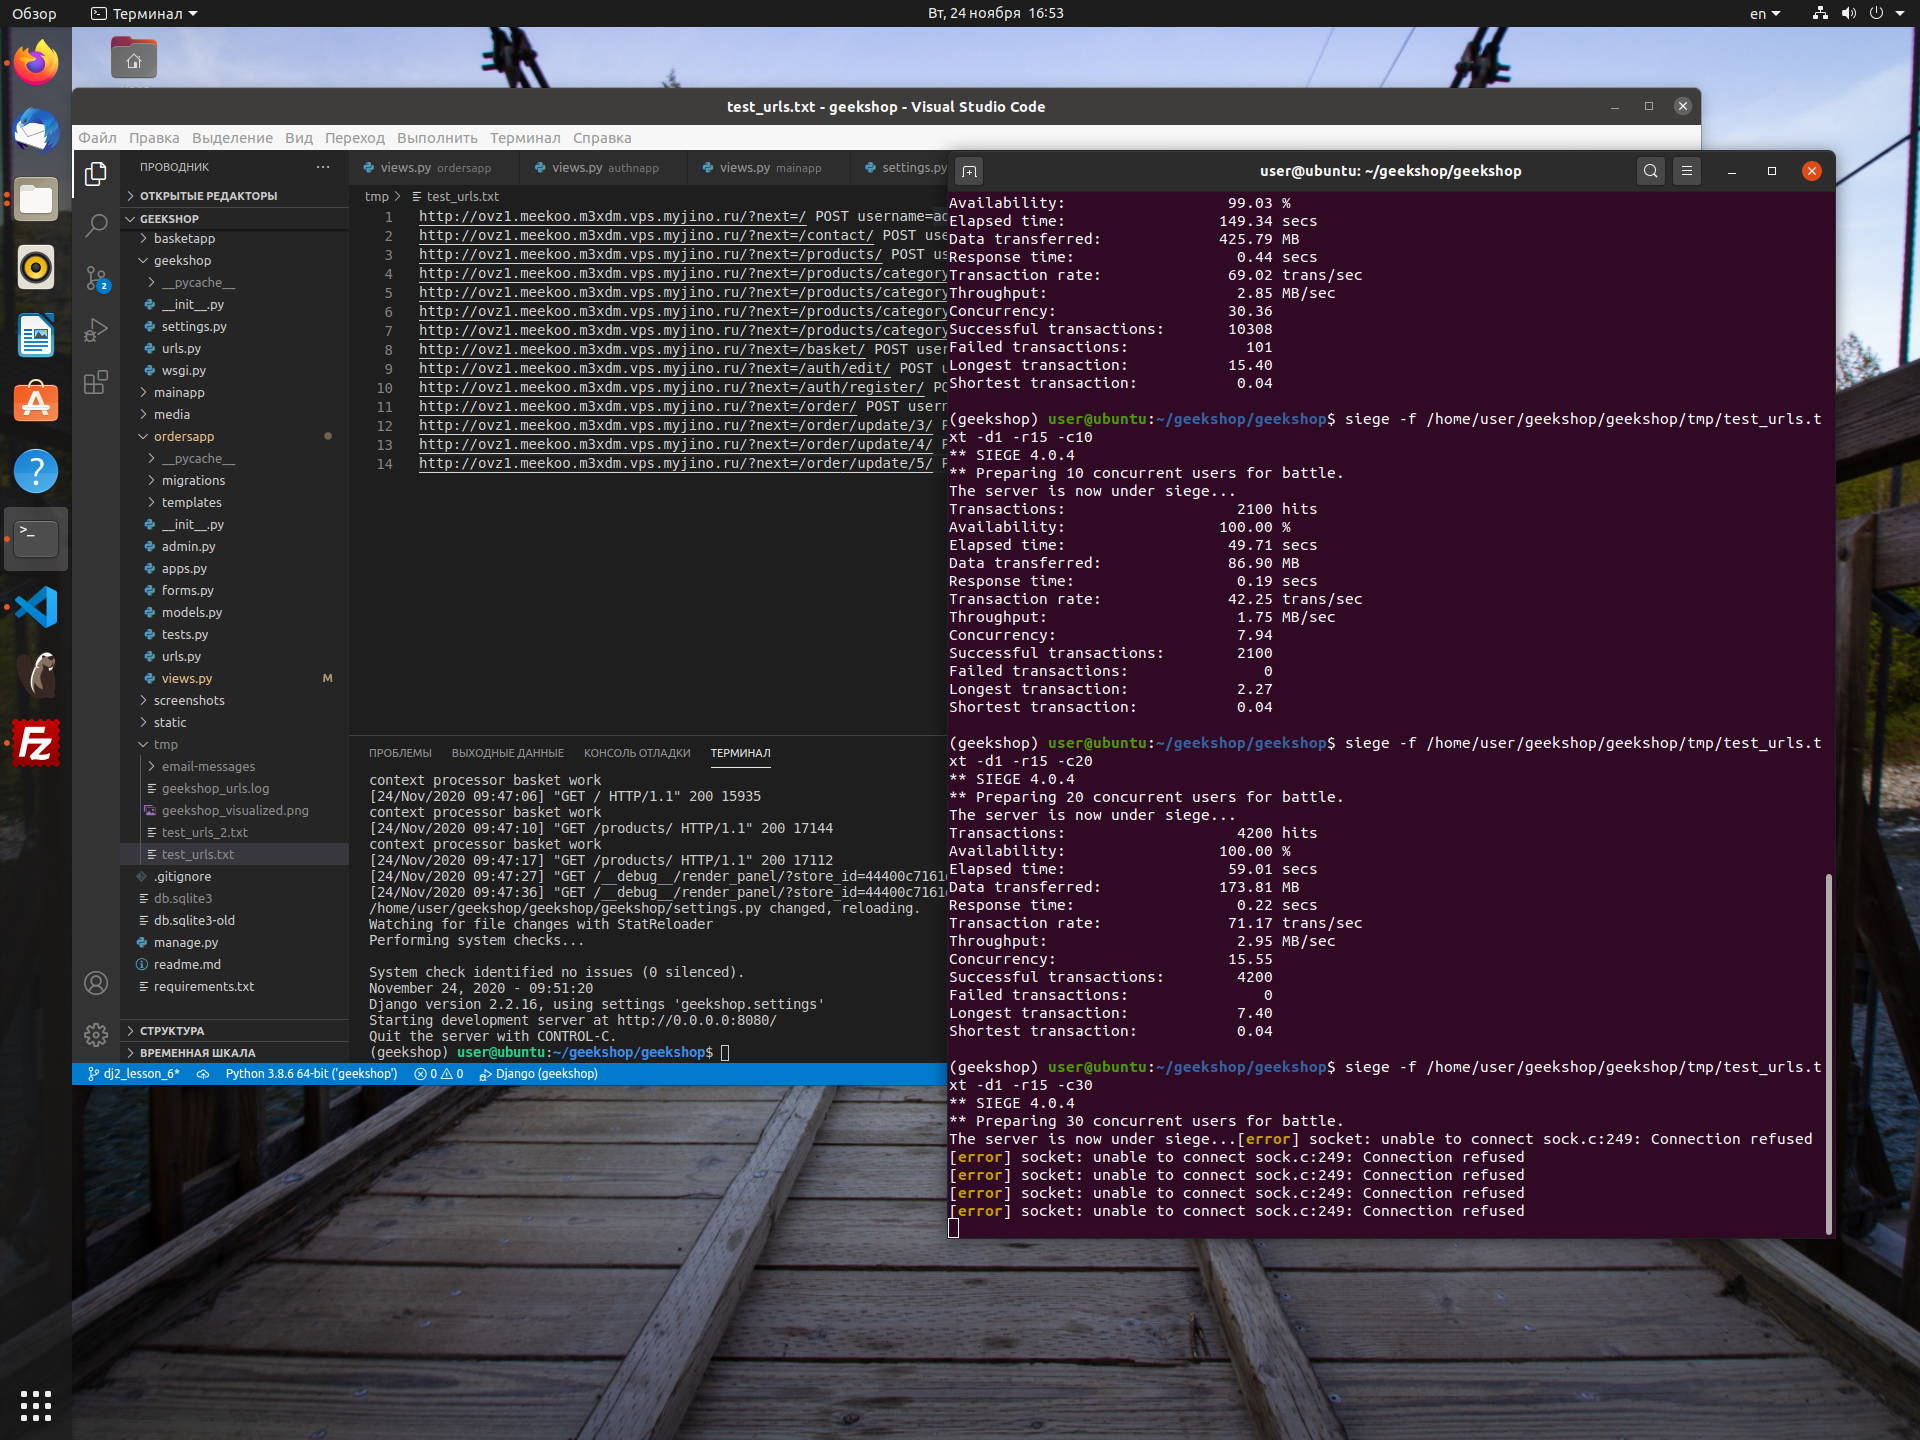 Обзор
Терминал
Вт, 24 ноября 16:53
en
test_urls.txt - geekshop - Visual Studio Code
Файл Правка Выделение Вид Переход Выполнить Терминал Справка
ПРОВОДНИК
ОТКРЫТЫЕ РЕДАКТОРЫ
GEEKSHOP
basketapp
geekshop
__pycache__
__init__.py
settings.py
urls.py
wsgi.py
mainapp
media
ordersapp
__pycache__
migrations
templates
__init__.py
admin.py
apps.py
forms.py
models.py
tests.py
urls.py
views.py M
screenshots
static
tmp
email-messages
geekshop_urls.log
geekshop_visualized.png
test_urls_2.txt
test_urls.txt
.gitignore
db.sqlite3
db.sqlite3-old
manage.py
readme.md
requirements.txt
СТРУКТУРА
ВРЕМЕННАЯ ШКАЛА
2
views.py ordersapp views.py authnapp views.py mainapp settings.py
tmp > test_urls.txt
1 http://ovz1.meekoo.m3xdm.vps.myjino.ru/?next=/ POST username=ad
2 http://ovz1.meekoo.m3xdm.vps.myjino.ru/?next=/contact/ POST use
3 http://ovz1.meekoo.m3xdm.vps.myjino.ru/?next=/products/ POST us
4 http://ovz1.meekoo.m3xdm.vps.myjino.ru/?next=/products/category
5 http://ovz1.meekoo.m3xdm.vps.myjino.ru/?next=/products/category
6 http://ovz1.meekoo.m3xdm.vps.myjino.ru/?next=/products/category
7 http://ovz1.meekoo.m3xdm.vps.myjino.ru/?next=/products/category
8 http://ovz1.meekoo.m3xdm.vps.myjino.ru/?next=/basket/ POST user
9 http://ovz1.meekoo.m3xdm.vps.myjino.ru/?next=/auth/edit/ POST u
10 http://ovz1.meekoo.m3xdm.vps.myjino.ru/?next=/auth/register/ PO
11 http://ovz1.meekoo.m3xdm.vps.myjino.ru/?next=/order/ POST usern
12 http://ovz1.meekoo.m3xdm.vps.myjino.ru/?next=/order/update/3/ P
13 http://ovz1.meekoo.m3xdm.vps.myjino.ru/?next=/order/update/4/ P
14 http://ovz1.meekoo.m3xdm.vps.myjino.ru/?next=/order/update/5/ P
ПРОБЛЕМЫ ВЫХОДНЫЕ ДАННЫЕ КОНСОЛЬ ОТЛАДКИ ТЕРМИНАЛ
context processor basket work
[24/Nov/2020 09:47:06] "GET / HTTP/1.1" 200 15935
context processor basket work
[24/Nov/2020 09:47:10] "GET /products/ HTTP/1.1" 200 17144
context processor basket work
[24/Nov/2020 09:47:17] "GET /products/ HTTP/1.1" 200 17112
[24/Nov/2020 09:47:27] "GET /__debug__/render_panel/?store_id=44400c7161
[24/Nov/2020 09:47:36] "GET /__debug__/render_panel/?store_id=44400c7161
/home/user/geekshop/geekshop/geekshop/settings.py changed, reloading.
Watching for file changes with StatReloader
Performing system checks...
System check identified no issues (0 silenced).
November 24, 2020 - 09:51:20
Django version 2.2.16, using settings 'geekshop.settings'
Starting development server at http://0.0.0.0:8080/
Quit the server with CONTROL-C.
(geekshop) user@ubuntu:~/geekshop/geekshop$
dj2_lesson_6* Python 3.8.6 64-bit ('geekshop') 0 0 Django (geekshop)
user@ubuntu: ~/geekshop/geekshop
Availability: 99.03 %
Elapsed time: 149.34 secs
Data transferred: 425.79 MB
Response time: 0.44 secs
Transaction rate: 69.02 trans/sec
Throughput: 2.85 MB/sec
Concurrency: 30.36
Successful transactions: 10308
Failed transactions: 101
Longest transaction: 15.40
Shortest transaction: 0.04
(geekshop) user@ubuntu:~/geekshop/geekshop$ siege -f /home/user/geekshop/geekshop/tmp/test_urls.t
xt -d1 -r15 -c10
** SIEGE 4.0.4
** Preparing 10 concurrent users for battle.
The server is now under siege...
Transactions: 2100 hits
Availability: 100.00 %
Elapsed time: 49.71 secs
Data transferred: 86.90 MB
Response time: 0.19 secs
Transaction rate: 42.25 trans/sec
Throughput: 1.75 MB/sec
Concurrency: 7.94
Successful transactions: 2100
Failed transactions: 0
Longest transaction: 2.27
Shortest transaction: 0.04
(geekshop) user@ubuntu:~/geekshop/geekshop$ siege -f /home/user/geekshop/geekshop/tmp/test_urls.t
xt -d1 -r15 -c20
** SIEGE 4.0.4
** Preparing 20 concurrent users for battle.
The server is now under siege...
Transactions: 4200 hits
Availability: 100.00 %
Elapsed time: 59.01 secs
Data transferred: 173.81 MB
Response time: 0.22 secs
Transaction rate: 71.17 trans/sec
Throughput: 2.95 MB/sec
Concurrency: 15.55
Successful transactions: 4200
Failed transactions: 0
Longest transaction: 7.40
Shortest transaction: 0.04
(geekshop) user@ubuntu:~/geekshop/geekshop$ siege -f /home/user/geekshop/geekshop/tmp/test_urls.t
xt -d1 -r15 -c30
** SIEGE 4.0.4
** Preparing 30 concurrent users for battle.
The server is now under siege...[error] socket: unable to connect sock.c:249: Connection refused
[error] socket: unable to connect sock.c:249: Connection refused
[error] socket: unable to connect sock.c:249: Connection refused
[error] socket: unable to connect sock.c:249: Connection refused
[error] socket: unable to connect sock.c:249: Connection refused